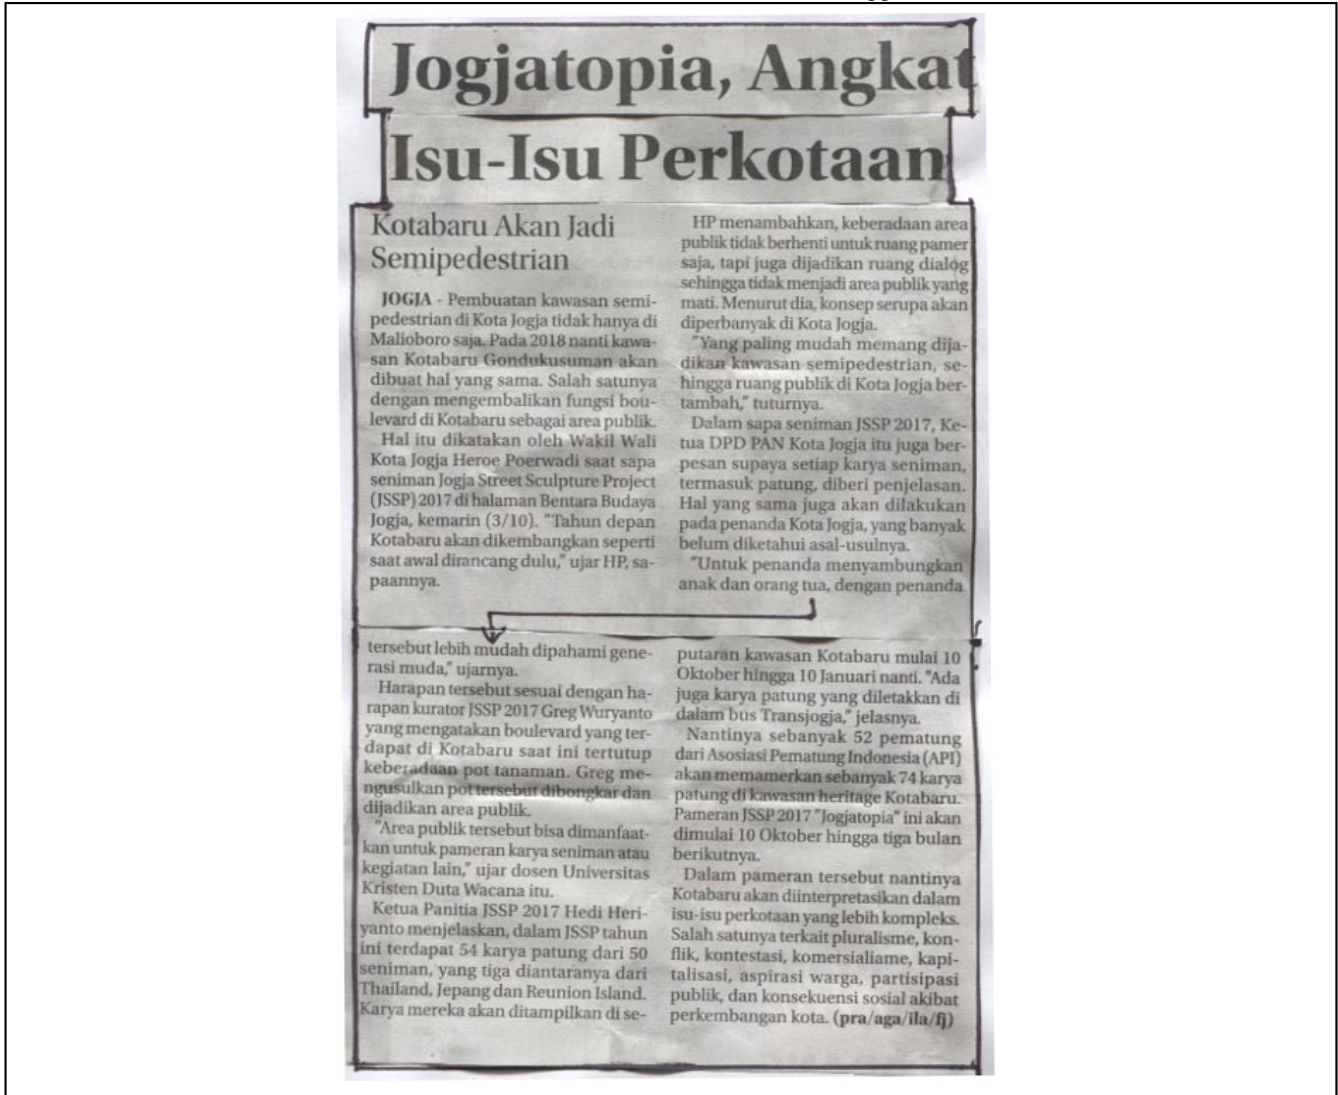 Jogjatopia, Angkat
Isu-Isu Perkotaan
Kotabaru Akan Jadi
Semipedestrian
JOGJA - Pembuatan kawasan semi-
pedestrian di Kota Jogja tidak hanya di
Malioboro saja. Pada 2018 nanti kawa-
san Kotabaru Gondukusuman akan
dibuat hal yang sama. Salah satunya
dengan mengembalikan fungsi bou-
levard di Kotabaru sebagai area publik.
Hal itu dikatakan oleh Wakil Wali
Kota Jogja Heroe Poerwadi saat sapa
seniman Jogja Street Sculpture Project
(JSSP) 2017 di halaman Bentara Budaya
Jogja, kemarin (3/10). "Tahun depan
Kotabaru akan dikembangkan seperti
saat awal dirancang dulu," ujar HP, sa-
paannya.
HP menambahkan, keberadaan area
publik tidak berhenti untuk ruang pamer
saja, tapi juga dijadikan ruang dialog
sehingga tidak menjadi area publik yang
mati. Menurut dia, konsep serupa akan
diperbanyak di Kota Jogja.
"Yang paling mudah memang dija-
dikan kawasan semipedestrian, se-
hingga ruang publik di Kota Jogja ber-
tambah," tuturnya.
Dalam sapa seniman JSSP 2017, Ke-
tua DPD PAN Kota Jogja itu juga ber-
pesan supaya setiap karya seniman,
termasuk patung, diberi penjelasan.
Hal yang sama juga akan dilakukan
pada penanda Kota Jogja, yang banyak
belum diketahui asal-usulnya.
"Untuk penanda menyambungkan
anak dan orang tua, dengan penanda
tersebut lebih mudah dipahami gene-
rasi muda," ujarnya.
Harapan tersebut sesuai dengan ha-
rapan kurator JSSP 2017 Greg Wuryanto
yang mengatakan boulevard yang ter-
dapat di Kotabaru saat ini tertutup
keberadaan pot tanaman. Greg me-
ngusulkan pot tersebut dibongkar dan
dijadikan area publik.
"Area publik tersebut bisa dimanfaat-
kan untuk pameran karya seniman atau
kegiatan lain," ujar dosen Universitas
Kristen Duta Wacana itu.
Ketua Panitia JSSP 2017 Hedi Heri-
yanto menjelaskan, dalam JSSP tahun
ini terdapat 54 karya patung dari 50
seniman, yang tiga diantaranya dari
Thailand, Jepang dan Reunion Island.
Karya mereka akan ditampilkan di se-
putaran kawasan Kotabaru mulai 10
Oktober hingga 10 Januari nanti. "Ada
juga karya patung yang diletakkan di
dalam bus Transjogja," jelasnya.
Nantinya sebanyak 52 pematung
dari Asosiasi Pematung Indonesia (API)
akan memamerkan sebanyak 74 karya
patung di kawasan heritage Kotabaru.
Pameran JSSP 2017 "Jogjatopia" ini akan
dimulai 10 Oktober hingga tiga bulan
berikutnya.
Dalam pameran tersebut nantinya
Kotabaru akan diinterpretasikan dalam
isu-isu perkotaan yang lebih kompleks.
Salah satunya terkait pluralisme, kon-
flik, kontestasi, komersialiame, kapi-
talisasi, aspirasi warga, partisipasi
publik, dan konsekuensi sosial akibat
perkembangan kota. (pra/aga/ila/fj)